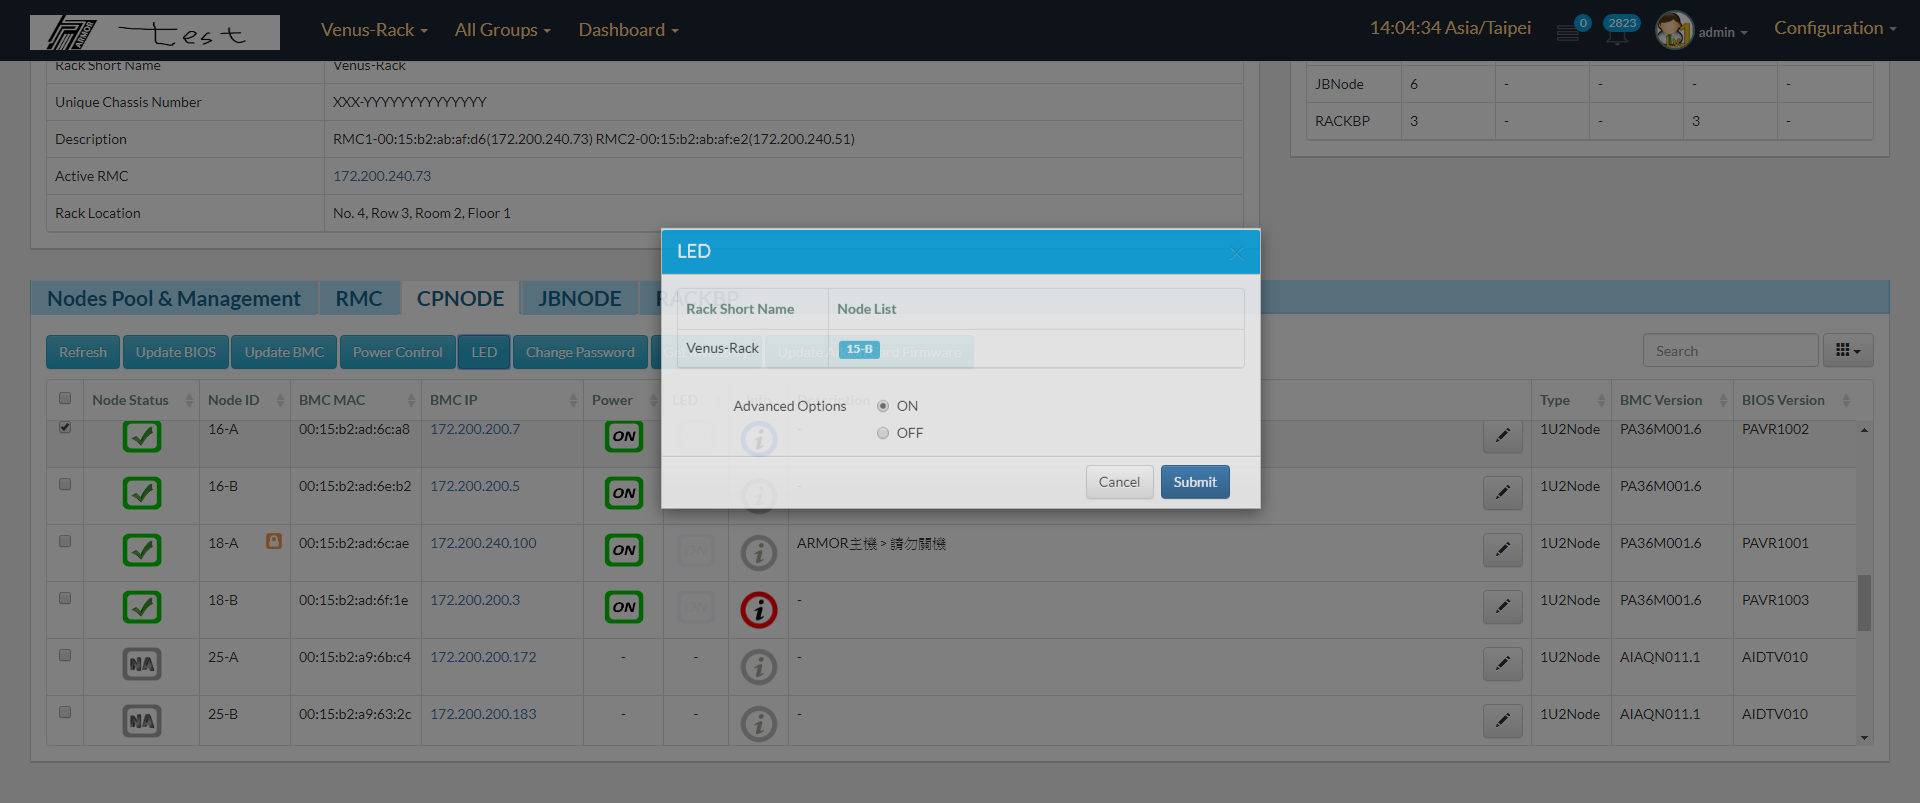 ARMOR test Venus-Rack All Groups Dashboard 14:04:34 Asia/Taipei 0 2823 admin Configuration
Rack Short Name Venus-Rack
Unique Chassis Number XXX-YYYYYYYYYYYYYY
Description RMC1-00:15:b2:ab:af:d6(172.200.240.73) RMC2-00:15:b2:ab:af:e2(172.200.240.51)
Active RMC 172.200.240.73
Rack Location No. 4, Row 3, Room 2, Floor 1
JBNode 6 - - - -
RACKBP 3 - - 3 -
LED ×
Rack Short Name Node List
Venus-Rack 15-B
Advanced Options ON
OFF
Cancel Submit
Nodes Pool & Management RMC CPNODE JBNODE RACKBP
Refresh Update BIOS Update BMC Power Control LED Change Password Search
Node Status Node ID BMC MAC BMC IP Power LED Info Description Type BMC Version BIOS Version
16-A 00:15:b2:ad:6c:a8 172.200.200.7 ON - 1U2Node PA36M001.6 PAVR1002
16-B 00:15:b2:ad:6e:b2 172.200.200.5 ON - 1U2Node PA36M001.6
18-A 00:15:b2:ad:6c:ae 172.200.240.100 ON ON ARMOR主機 > 請勿關機 1U2Node PA36M001.6 PAVR1001
18-B 00:15:b2:ad:6f:1e 172.200.200.3 ON ON - 1U2Node PA36M001.6 PAVR1003
NA 25-A 00:15:b2:a9:6b:c4 172.200.200.172 - - - 1U2Node AIAQN011.1 AIDTV010
NA 25-B 00:15:b2:a9:63:2c 172.200.200.183 - - - 1U2Node AIAQN011.1 AIDTV010